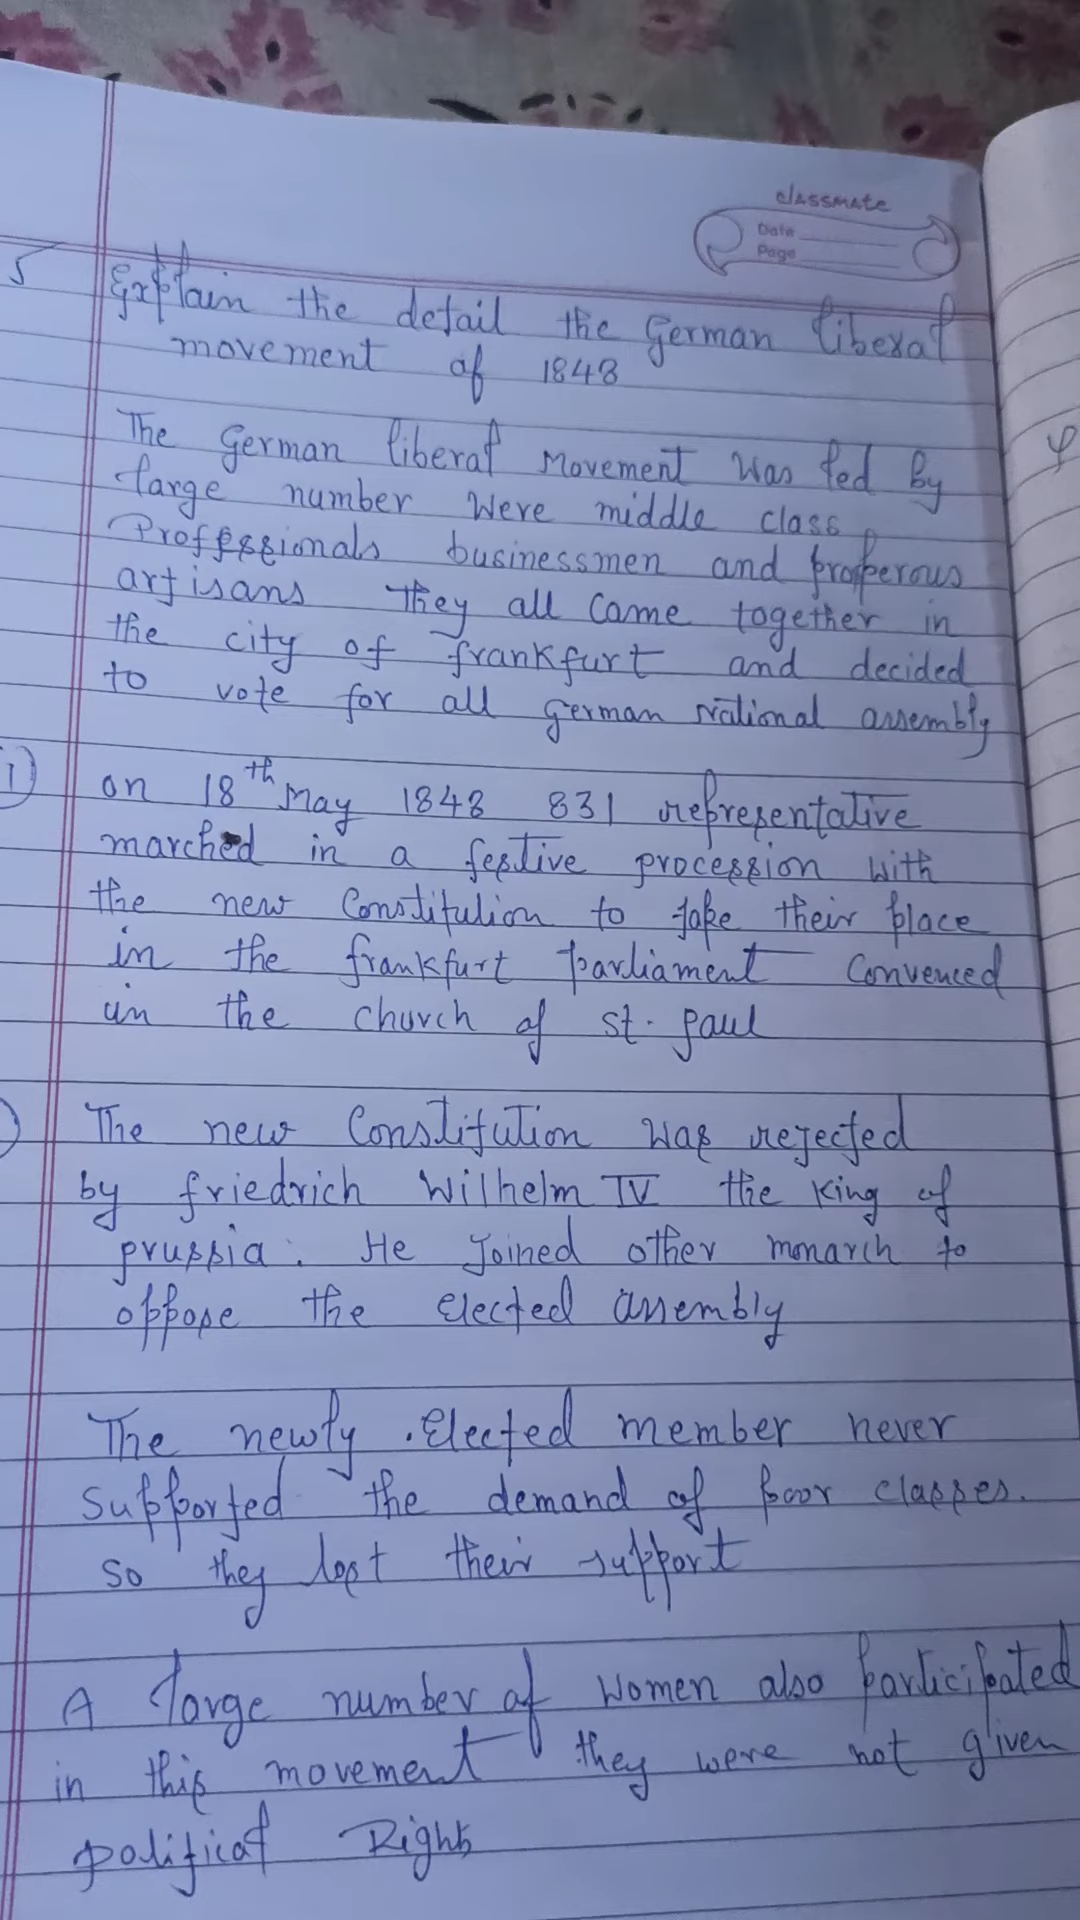 classmate
Date
Page
5 Explain the detail the German liberal
movement of 1848
The German liberal movement was led by
large number were middle class
Professionals businessmen and prosperous
artisans They all came together in
the city of frankfurt and decided
to vote for all german National assembly
1 on 18th May 1848 831 representative
marched in a festive procession with
the new Constitution to take their place
in the frankfurt parliament Convenced
in the church of st. paul
The new Constitution was rejected
by friedrich wilhelm IV the king of
prussia. He joined other monarch to
oppose the elected assembly
The newly Elected member never
supported the demand of poor classes.
so they lost their support
A large number of women also participated
in this movement they were not given
political Rights